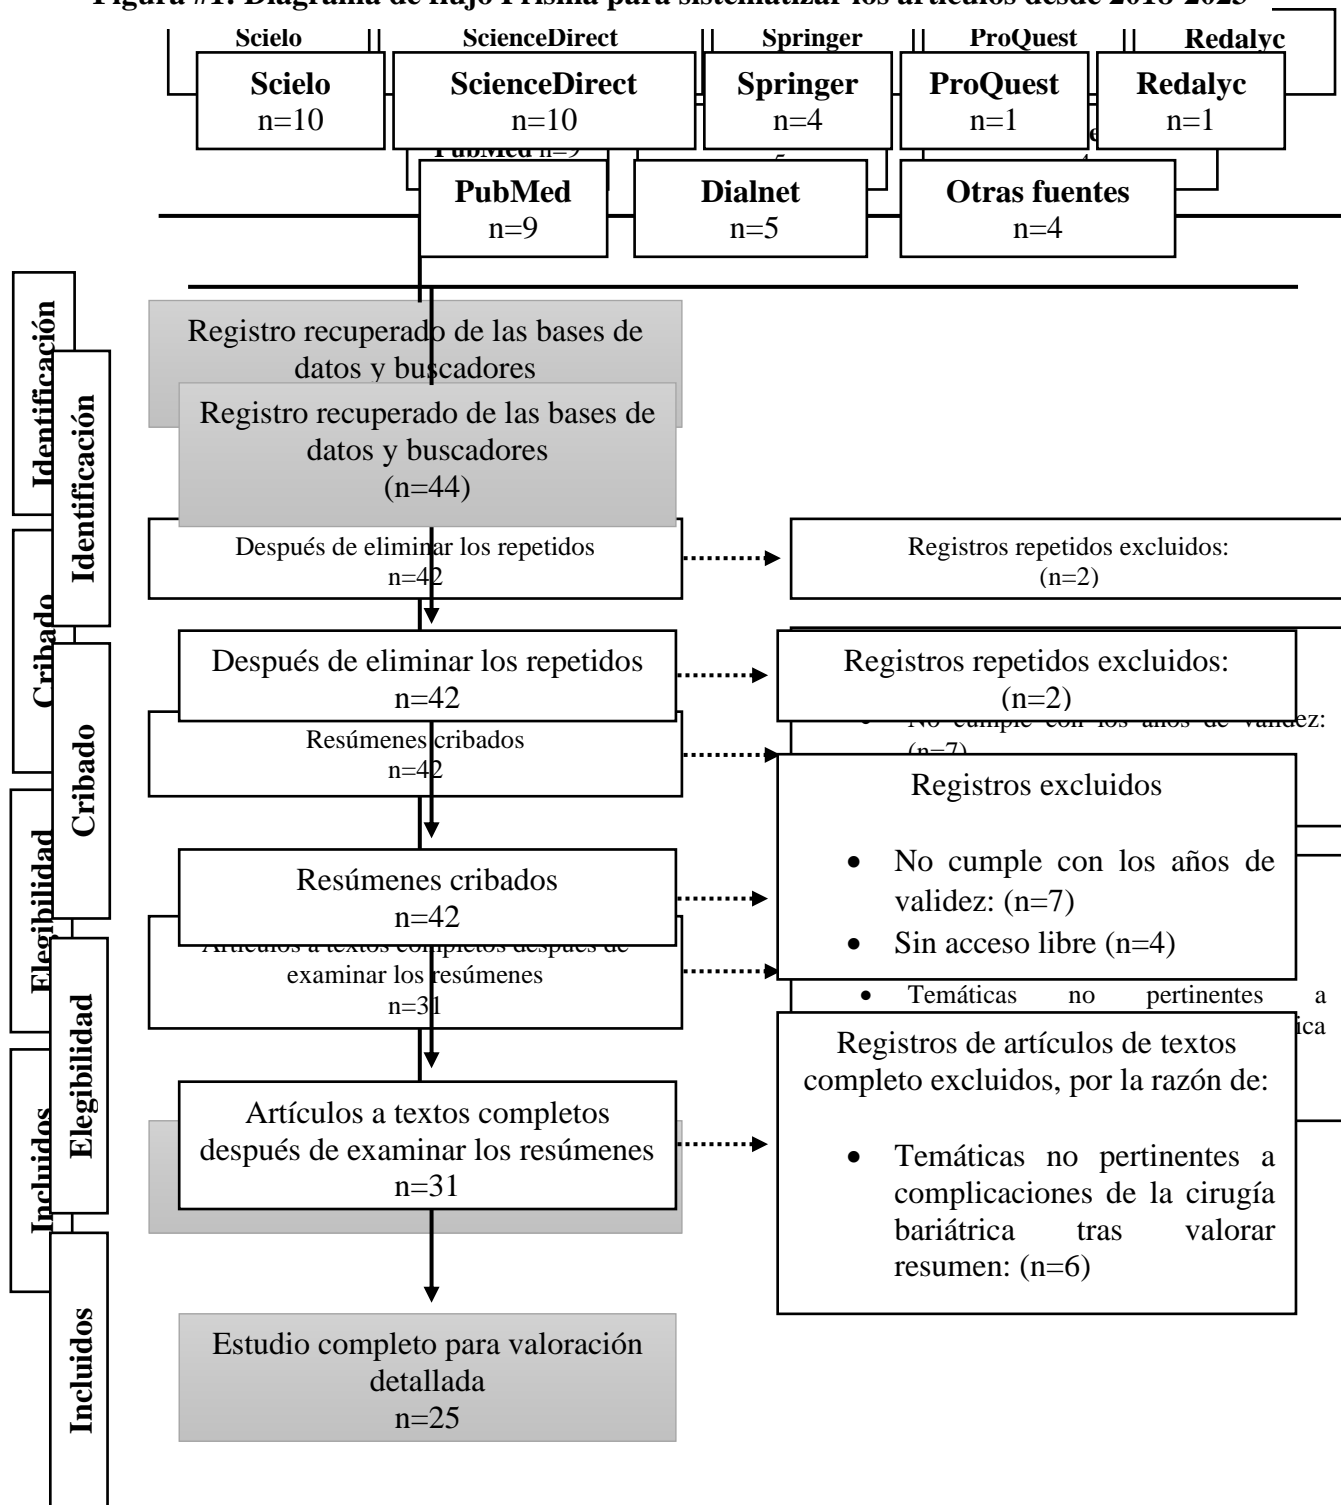 Figura #1: Diagrama de flujo Prisma para sistematizar los artículos desde 2018-2023
Scielo
ScienceDirect
Springer
ProQuest
Redalyc
Scielo
n=10
ScienceDirect
n=10
Springer
n=4
ProQuest
n=1
Redalyc
n=1
PubMed n=9
PubMed
n=9
Dialnet
n=5
Otras fuentes
n=4
Identificación
Registro recuperado de las bases de
datos y buscadores
Identificación
Registro recuperado de las bases de
datos y buscadores
(n=44)
Cribado
Después de eliminar los repetidos
n=42
Registros repetidos excluidos:
(n=2)
Cribado
Después de eliminar los repetidos
n=42
Registros repetidos excluidos:
(n=2)
No cumple con los años de validez:
(n=7)
Resúmenes cribados
n=42
Elegibilidad
Resúmenes cribados
n=42
Registros excluidos
• No cumple con los años de
validez: (n=7)
• Sin acceso libre (n=4)
Artículos a textos completos después de
examinar los resúmenes
n=31
• Temáticas no pertinentes a
Elegibilidad
Artículos a textos completos
después de examinar los resúmenes
n=31
Registros de artículos de textos
completo excluidos, por la razón de:
• Temáticas no pertinentes a
complicaciones de la cirugía
bariátrica tras valorar
resumen: (n=6)
Incluidos
Incluidos
Estudio completo para valoración
detallada
n=25